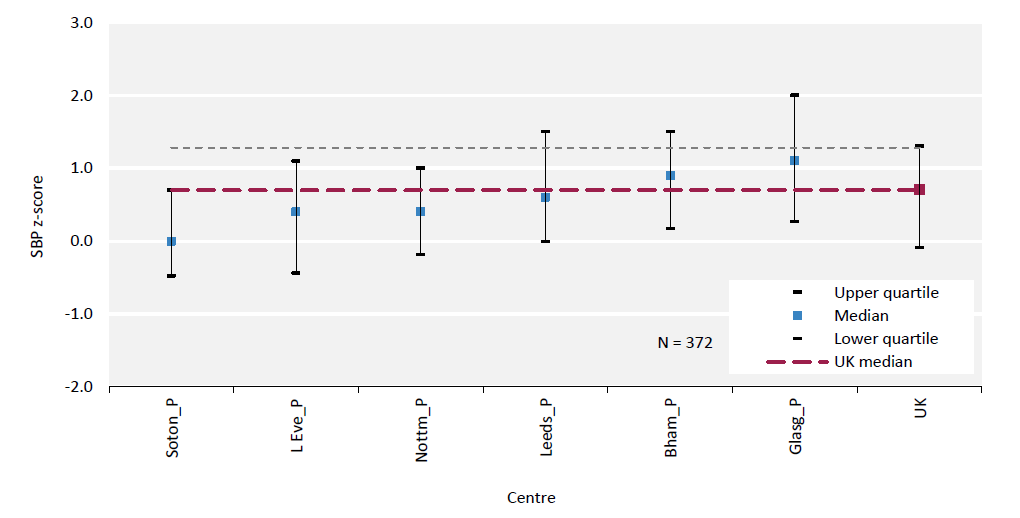 3.0
2.0
1.0
0.0
-1.0
-2.0
SBP z-score
N = 372
Upper quartile
Median
Lower quartile
UK median
Soton_P
L Eve_P
Nottm_P
Leeds_P
Bham_P
Glasg_P
UK
Centre